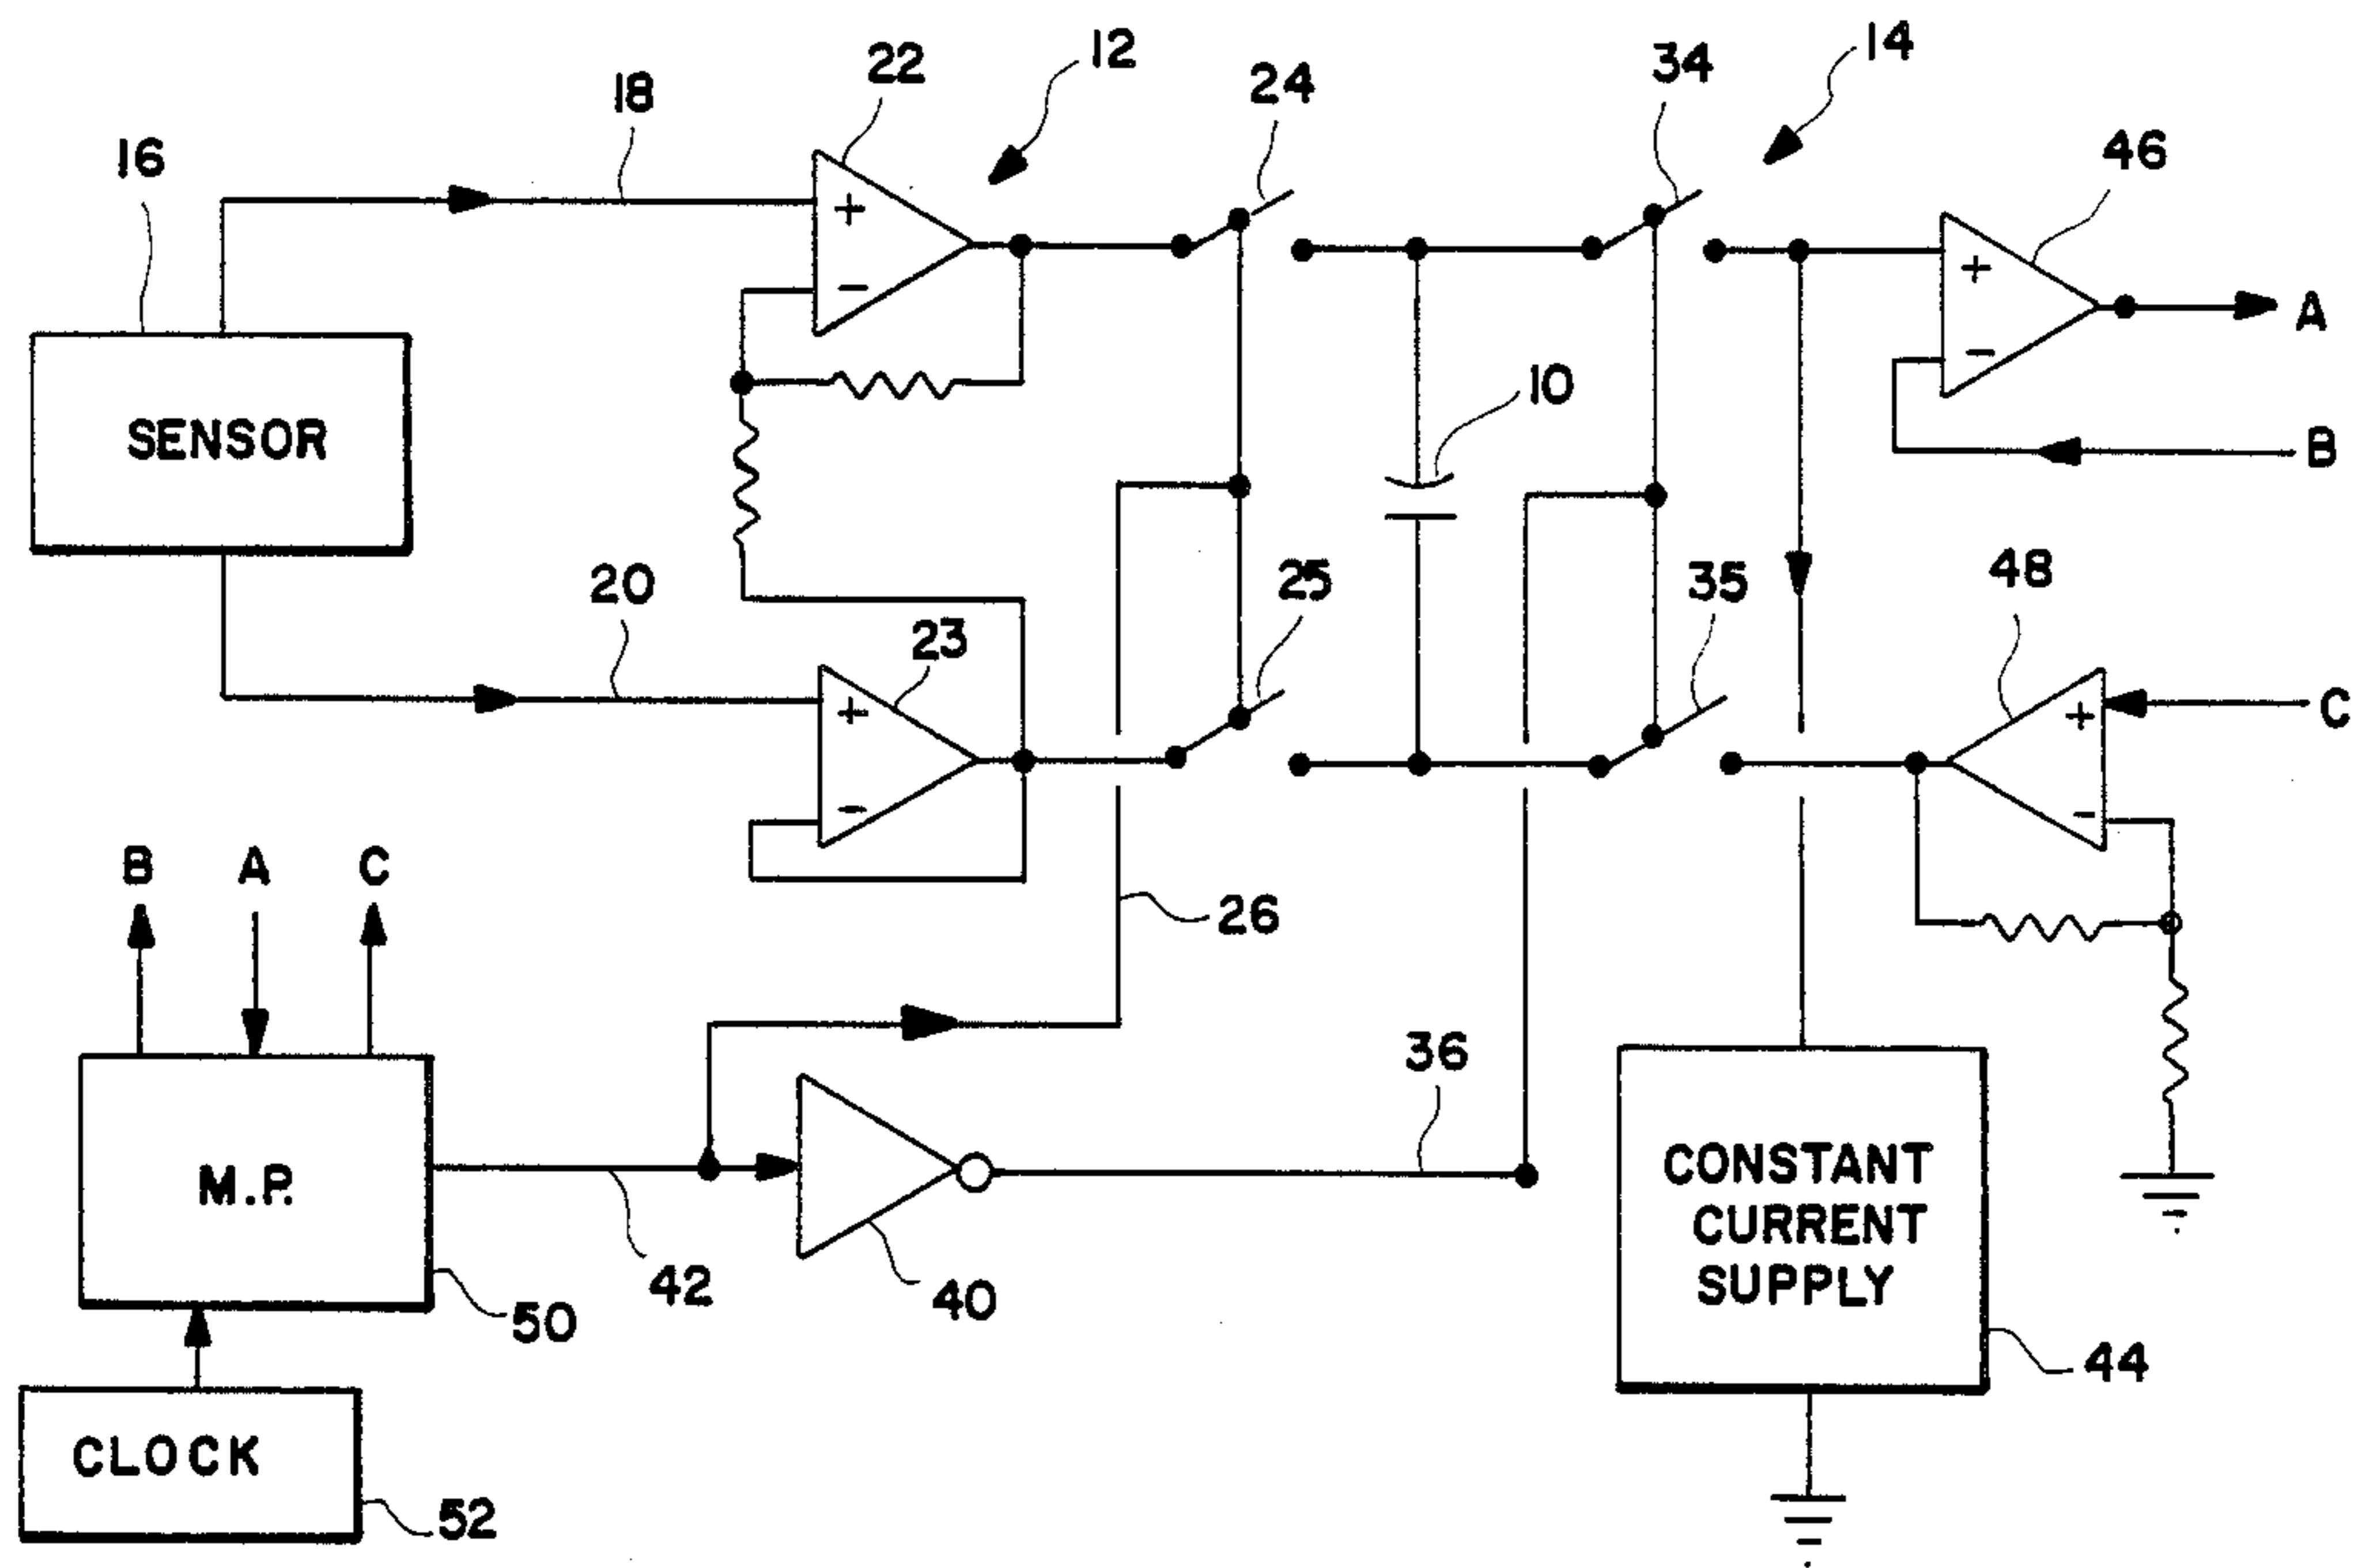 22
12
24
34
14
18
16
46
+
-
+
-
A
10
B
SENSOR
20
23
25
35
48
+
-
+
-
C
B A C
26
36
M.P.
42
40
50
CONSTANT
CURRENT
SUPPLY
44
CLOCK
52